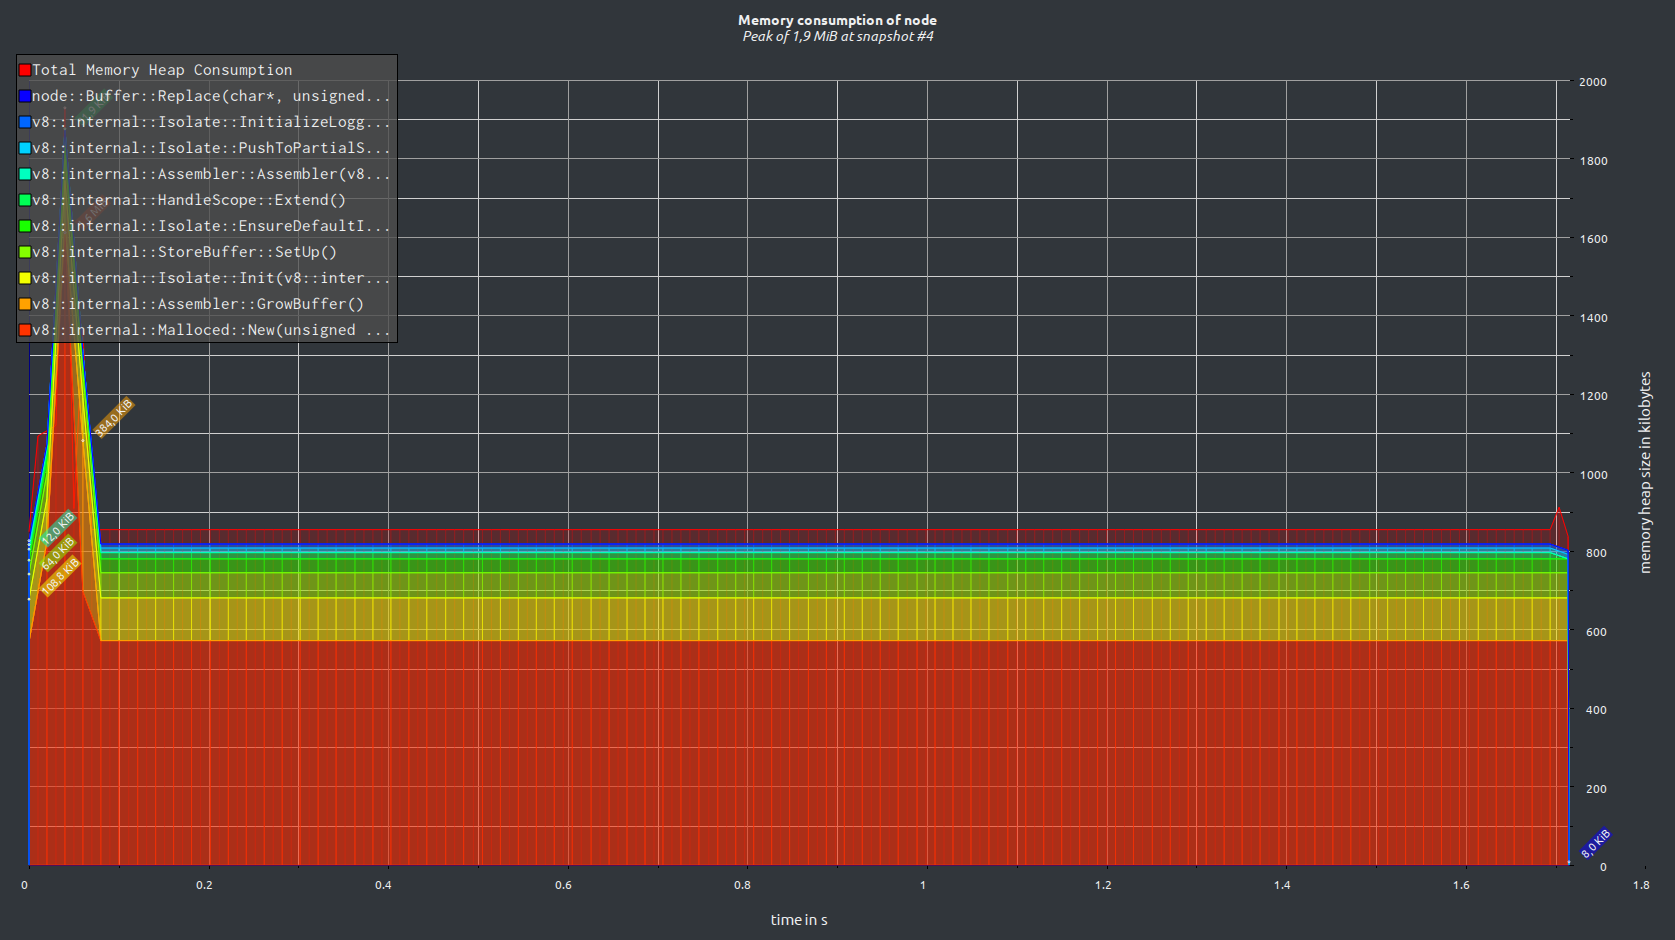 Memory consumption of node
Peak of 1,9 MiB at snapshot #4
Total Memory Heap Consumption
node::Buffer::Replace(char*, unsigned...
v8::internal::Isolate::InitializeLogg...
v8::internal::Isolate::PushToPartialS...
v8::internal::Assembler::Assembler(v8...
v8::internal::HandleScope::Extend()
v8::internal::Isolate::EnsureDefaultI...
v8::internal::StoreBuffer::SetUp()
v8::internal::Isolate::Init(v8::inter...
v8::internal::Assembler::GrowBuffer()
v8::internal::Malloced::New(unsigned ...
384,0 KiB
12,0 KiB
64,0 KiB
108,8 KiB
8,0 KiB
2000
1800
1600
1400
1200
1000
800
600
400
200
0
memory heap size in kilobytes
0
0.2
0.4
0.6
0.8
1
1.2
1.4
1.6
1.8
time in s